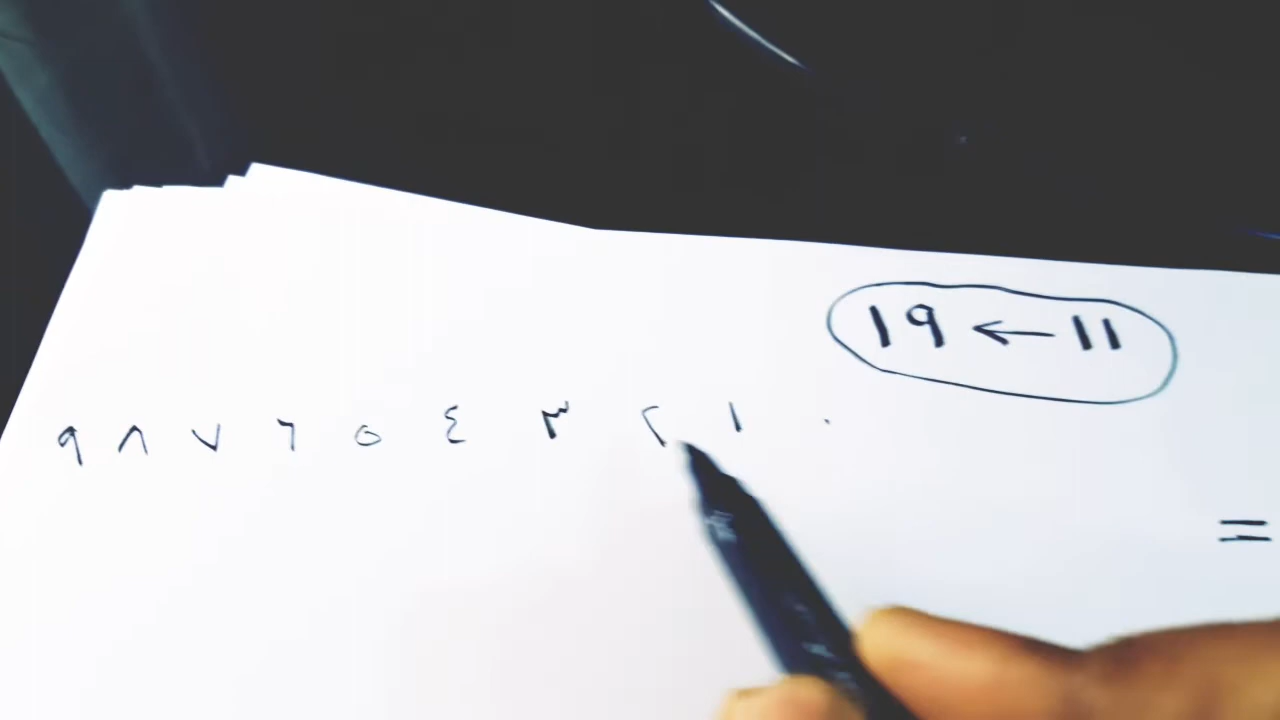 ١١ ← ١٩
٠ ١ ٢ ٣ ٤ ٥ ٦ ٧ ٨ ٩
=